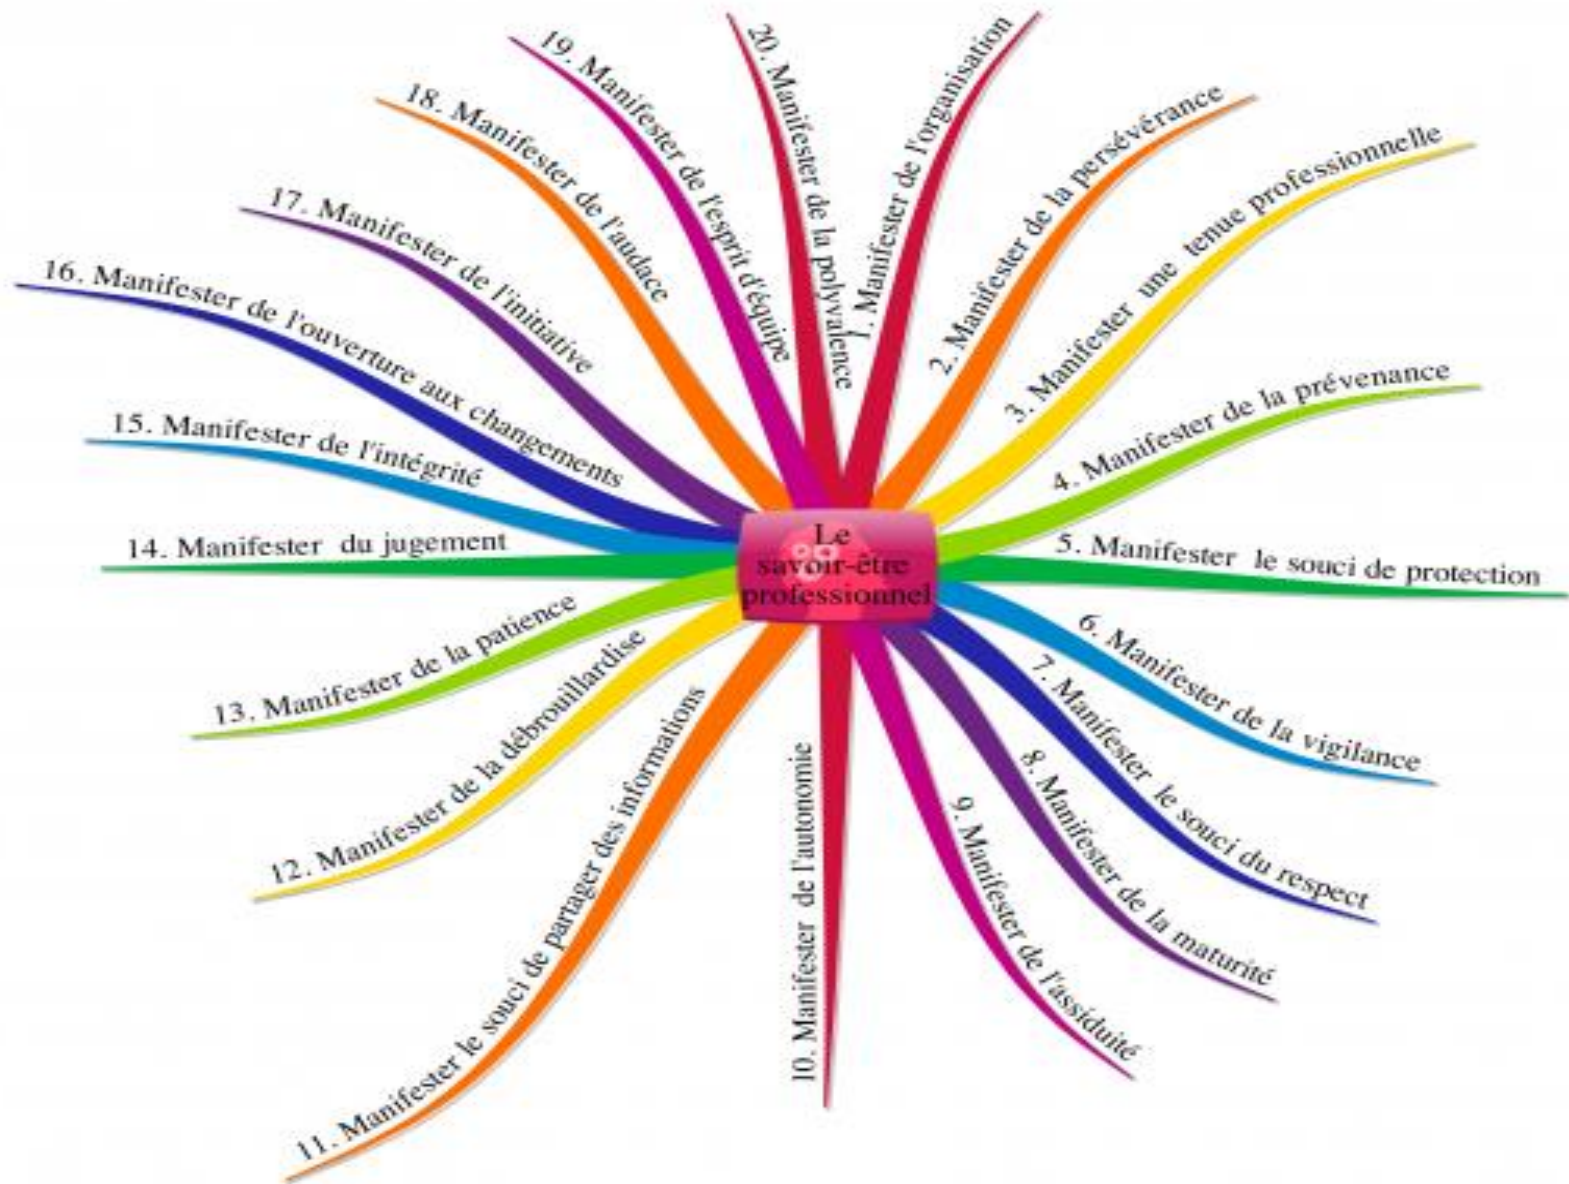 Le
savoir-être
professionnel
1. Manifester de l'organisation
2. Manifester de la persévérance
3. Manifester une tenue professionnelle
4. Manifester de la prévenance
5. Manifester le souci de protection
6. Manifester de la vigilance
7. Manifester le souci du respect
8. Manifester de la maturité
9. Manifester de l'assiduité
10. Manifester de l'autonomie
11. Manifester le souci de partager des informations
12. Manifester de la débrouillardise
13. Manifester de la patience
14. Manifester du jugement
15. Manifester de l'intégrité
16. Manifester de l'ouverture aux changements
17. Manifester de l'initiative
18. Manifester de l'audace
19. Manifester de l'esprit d'équipe
20. Manifester de la polyvalence